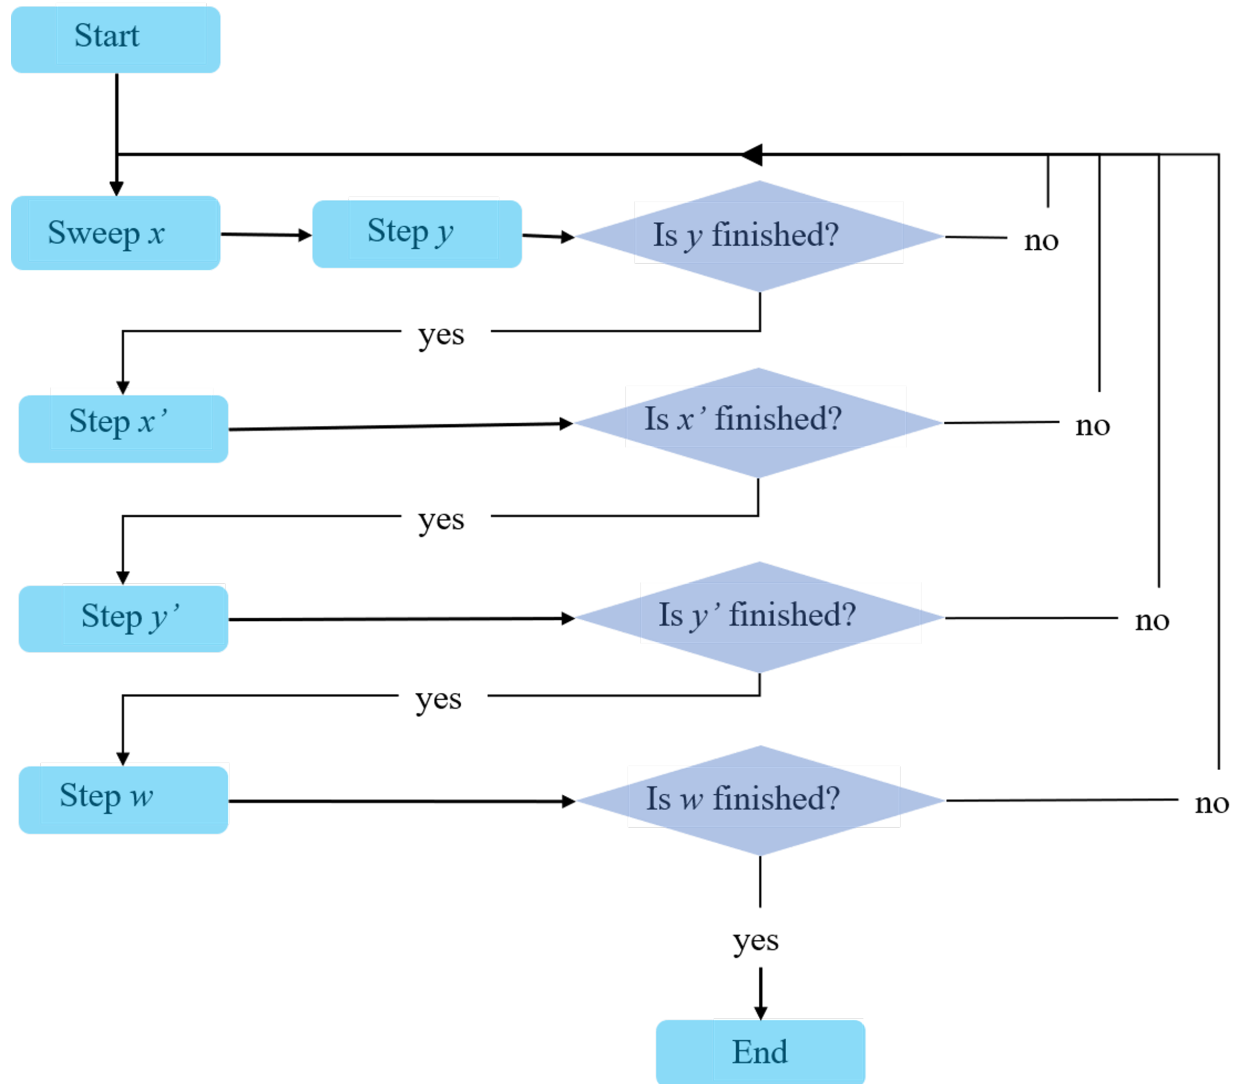 Start
Sweep x
Step y
Is y finished?
no
yes
Step x’
Is x’ finished?
no
yes
Step y’
Is y’ finished?
no
yes
Step w
Is w finished?
no
yes
End